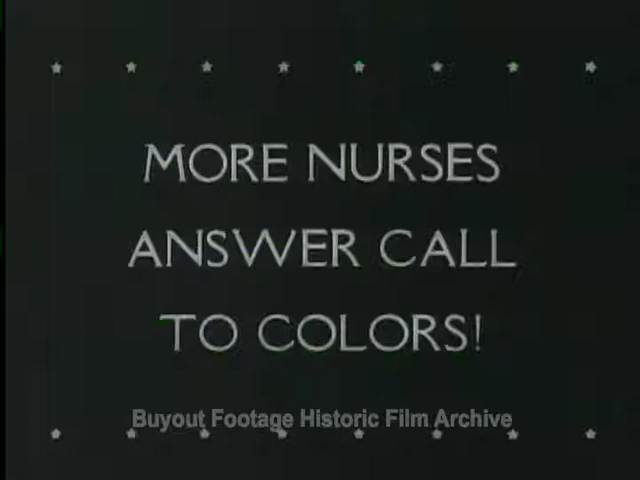 MORE NURSES
ANSWER CALL
TO COLORS!
Buyout Footage Historic Film Archive